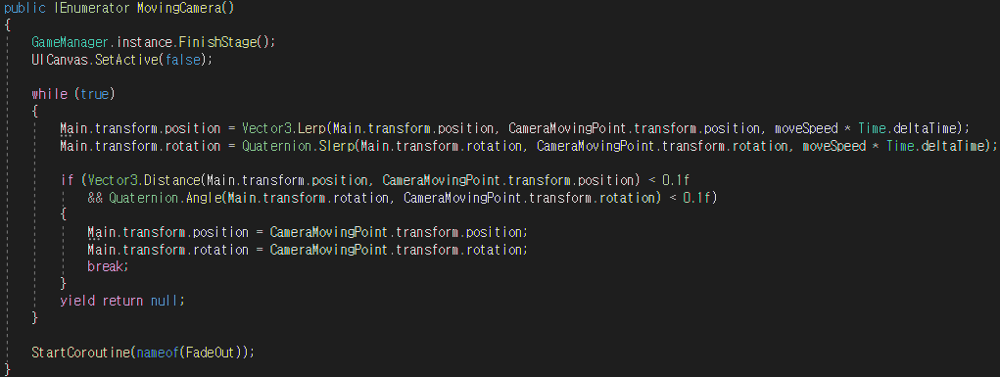 public IEnumerator MovingCamera()
{
GameManager.instance.FinishStage();
UICanvas.SetActive(false);
while (true)
{
Main.transform.position = Vector3.Lerp(Main.transform.position, CameraMovingPoint.transform.position, moveSpeed * Time.deltaTime);
Main.transform.rotation = Quaternion.Slerp(Main.transform.rotation, CameraMovingPoint.transform.rotation, moveSpeed * Time.deltaTime);
if (Vector3.Distance(Main.transform.position, CameraMovingPoint.transform.position) < 0.1f
&& Quaternion.Angle(Main.transform.rotation, CameraMovingPoint.transform.rotation) < 0.1f)
{
Main.transform.position = CameraMovingPoint.transform.position;
Main.transform.rotation = CameraMovingPoint.transform.rotation;
break;
}
yield return null;
}
StartCoroutine(nameof(FadeOut));
}